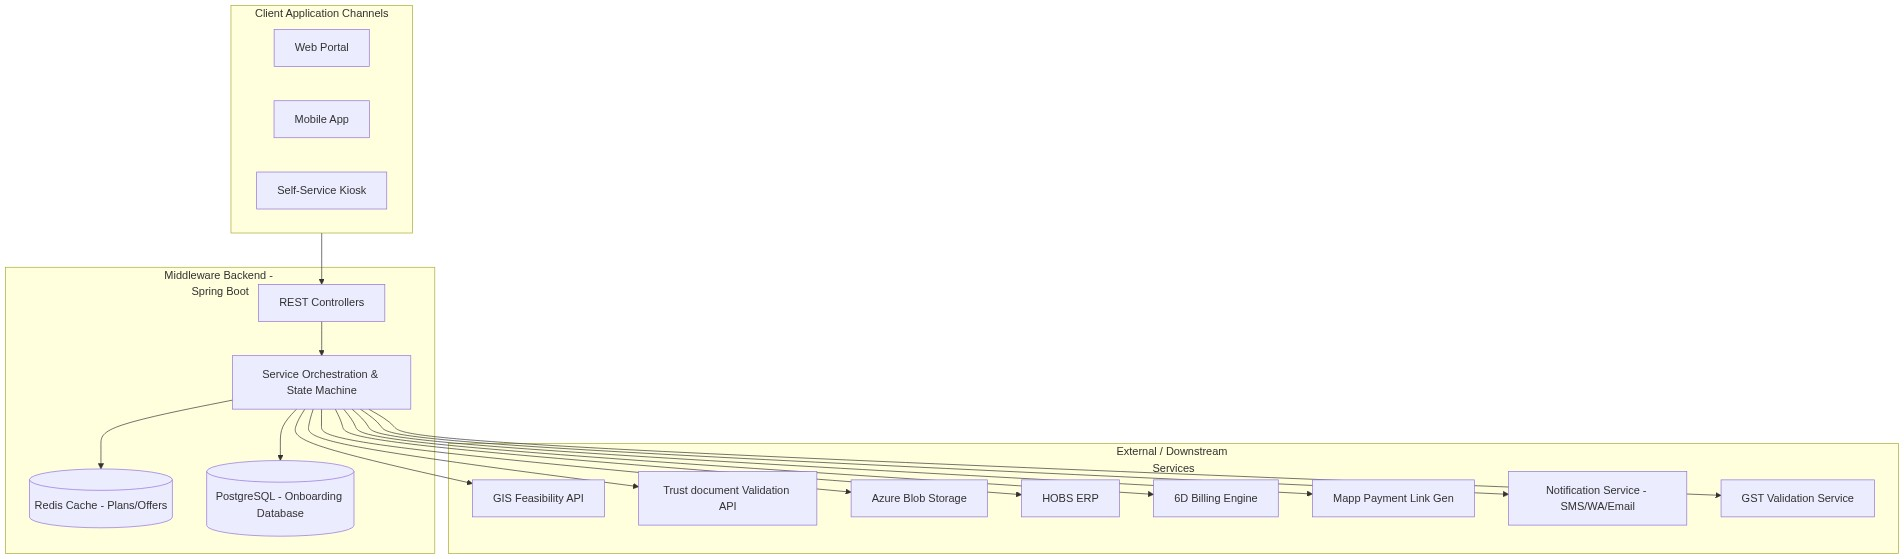 Client Application Channels
Web Portal
Mobile App
Self-Service Kiosk
Middleware Backend -
Spring Boot
REST Controllers
Service Orchestration &
State Machine
Redis Cache - Plans/Offers
PostgreSQL - Onboarding
Database
External / Downstream
Services
GIS Feasibility API
Trust document Validation
API
Azure Blob Storage
HOBS ERP
6D Billing Engine
Mapp Payment Link Gen
Notification Service -
SMS/WA/Email
GST Validation Service